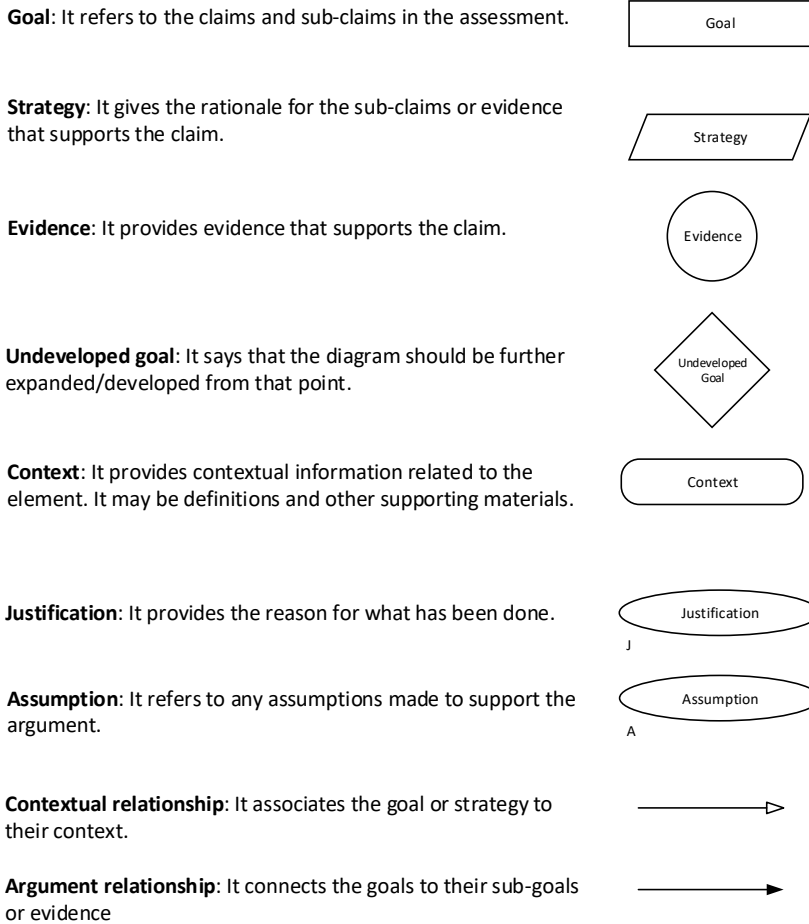 Goal: It refers to the claims and sub-claims in the assessment.
Goal
Strategy: It gives the rationale for the sub-claims or evidence
that supports the claim.
Strategy
Evidence: It provides evidence that supports the claim.
Evidence
Undeveloped goal: It says that the diagram should be further
expanded/developed from that point.
Undeveloped
Goal
Context: It provides contextual information related to the
element. It may be definitions and other supporting materials.
Context
Justification: It provides the reason for what has been done.
Justification
J
Assumption: It refers to any assumptions made to support the
argument.
Assumption
A
Contextual relationship: It associates the goal or strategy to
their context.
Argument relationship: It connects the goals to their sub-goals
or evidence